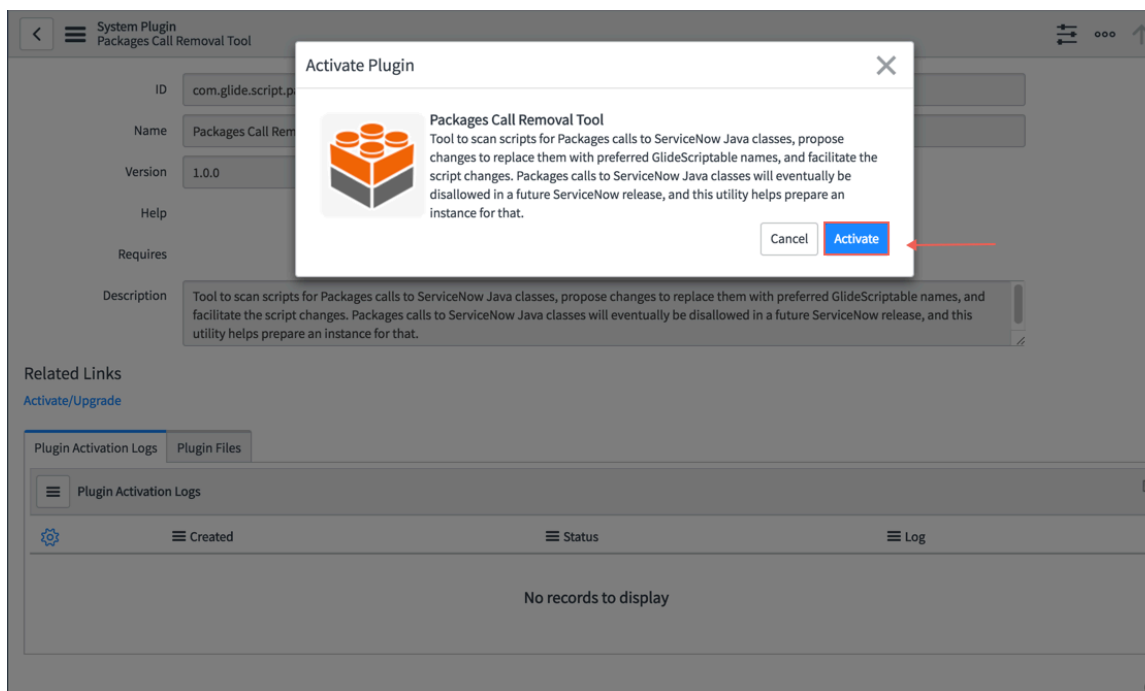 System Plugin
Packages Call Removal Tool
Activate Plugin
ID
com.glide.script.p
Packages Call Removal Tool
Tool to scan scripts for Packages calls to ServiceNow Java classes, propose
changes to replace them with preferred GlideScriptable names, and facilitate the
script changes. Packages calls to ServiceNow Java classes will eventually be
disallowed in a future ServiceNow release, and this utility helps prepare an
instance for that.
Name
Packages Call Rem
Version
1.0.0
Help
Cancel
Activate
Requires
Description
Tool to scan scripts for Packages calls to ServiceNow Java classes, propose changes to replace them with preferred GlideScriptable names, and
facilitate the script changes. Packages calls to ServiceNow Java classes will eventually be disallowed in a future ServiceNow release, and this
utility helps prepare an instance for that.
Related Links
Activate/Upgrade
Plugin Activation Logs
Plugin Files
Plugin Activation Logs
Created
Status
Log
No records to display